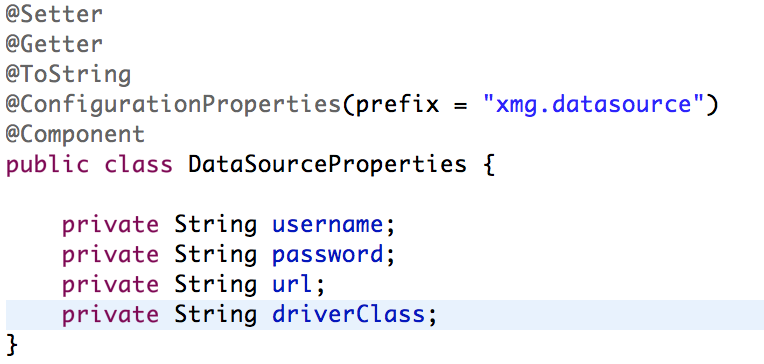 @Setter
@Getter
@ToString
@ConfigurationProperties(prefix = "xmg.datasource")
@Component
public class DataSourceProperties {
    private String username;
    private String password;
    private String url;
    private String driverClass;
}